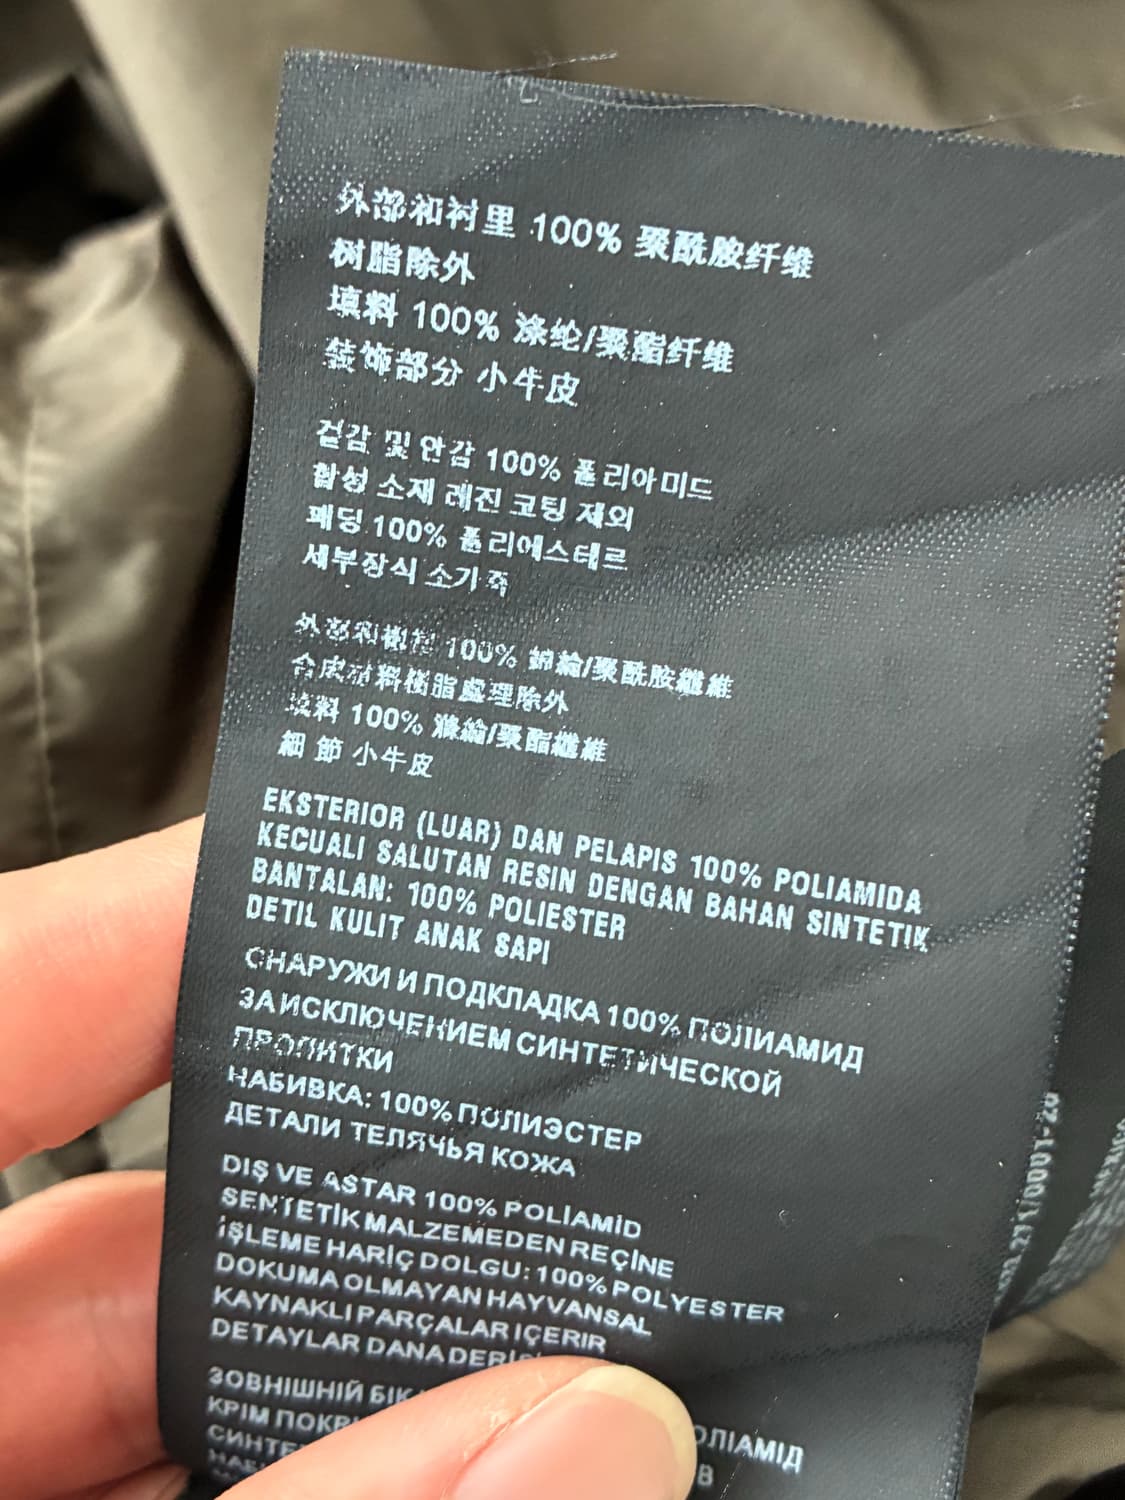 外部和衬里 100% 聚酰胺纤维
树脂除外
填料 100% 涤纶/聚酯纤维
装饰部分 小牛皮
겉감 및 안감 100% 폴리아미드
합성 소재 레진 코팅 제외
패딩 100% 폴리에스테르
세부장식 소가죽
外部和襯裡 100% 錦綸/聚酰胺纖維
合成材料樹脂處理除外
填料 100% 滌綸/聚酯纖維
細節 小牛皮
EKSTERIOR (LUAR) DAN PELAPIS 100% POLIAMIDA
KECUALI SALUTAN RESIN DENGAN BAHAN SINTETIK
BANTALAN: 100% POLIESTER
DETIL KULIT ANAK SAPI
СНАРУЖИ И ПОДКЛАДКА 100% ПОЛИАМИД
ЗА ИСКЛЮЧЕНИЕМ СИНТЕТИЧЕСКОЙ
ПРОПИТКИ
НАБИВКА: 100% ПОЛИЭСТЕР
ДЕТАЛИ ТЕЛЯЧЬЯ КОЖА
DIŞ VE ASTAR 100% POLİAMİD
SENTETİK MALZEMEDEN REÇİNE
İŞLEME HARİÇ DOLGU: 100% POLYESTER
DOKUMA OLMAYAN HAYVANSAL
KAYNAKLI PARÇALAR İÇERİR
DETAYLAR DANA
ЗОВНІШНІЙ БІК
КРІМ